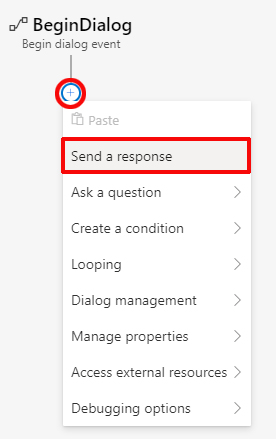 BeginDialog
Begin dialog event
Paste
Send a response
Ask a question
Create a condition
Looping
Dialog management
Manage properties
Access external resources
Debugging options